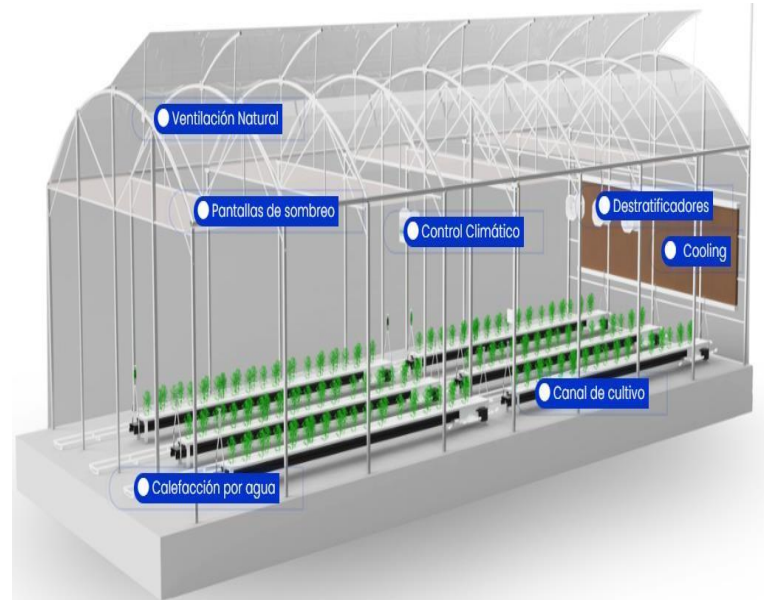 Ventilación Natural
Pantallas de sombreo
Destratificadores
Control Climático
Cooling
Canal de cultivo
Calefacción por agua